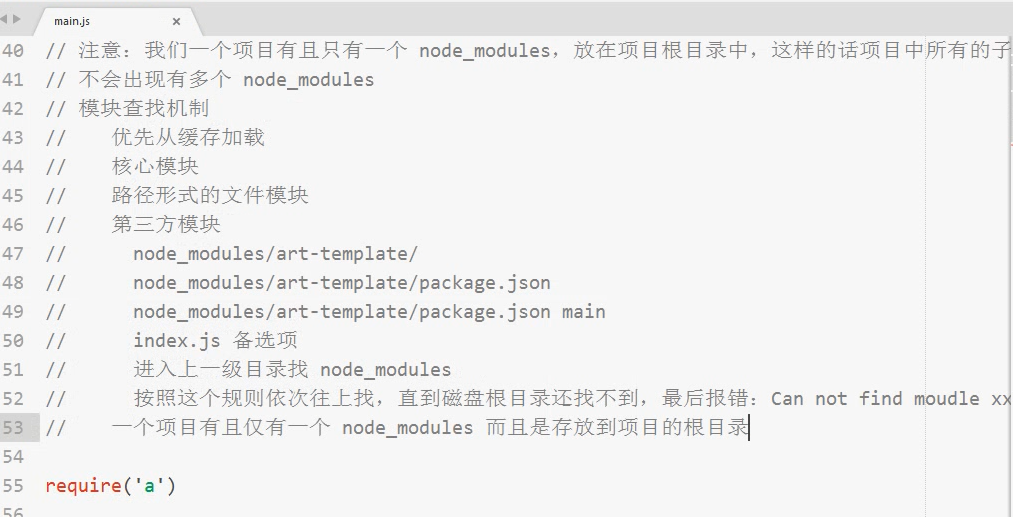 main.js
40 // 注意：我们一个项目有且只有一个 node_modules，放在项目根目录中，这样的话项目中所有的子
41 // 不会出现有多个 node_modules
42 // 模块查找机制
43 //    优先从缓存加载
44 //    核心模块
45 //    路径形式的文件模块
46 //    第三方模块
47 //      node_modules/art-template/
48 //      node_modules/art-template/package.json
49 //      node_modules/art-template/package.json main
50 //      index.js 备选项
51 //      进入上一级目录找 node_modules
52 //      按照这个规则依次往上找，直到磁盘根目录还找不到，最后报错：Can not find moudle xx
53 //    一个项目有且仅有一个 node_modules 而且是存放到项目的根目录
54
55 require('a')
56